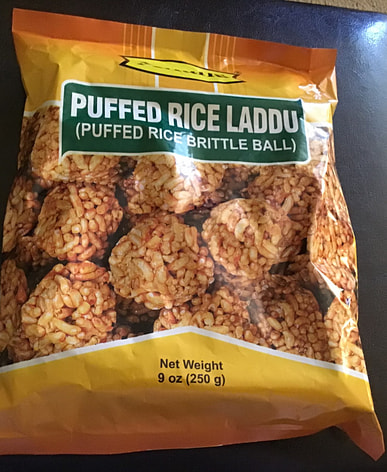 PUFFED RICE LADDU
(PUFFED RICE BRITTLE BALL)
Net Weight
9 oz (250 g)